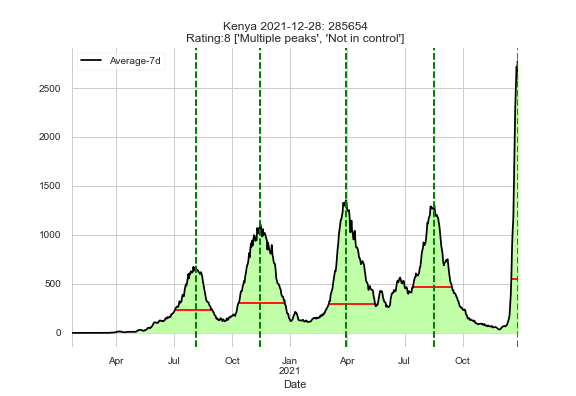 Kenya 2021-12-28: 285654
Rating:8 ['Multiple peaks', 'Not in control']
Average-7d
2500
2000
1500
1000
500
0
Apr Jul Oct Jan Apr Jul Oct
2021
Date